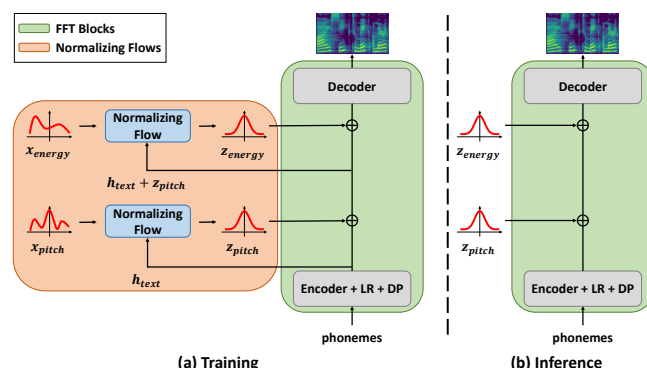 FFT Blocks
Normalizing Flows
Decoder
Normalizing
Flow
x_energy
z_energy
h_text + z_pitch
Normalizing
Flow
x_pitch
z_pitch
h_text
Encoder + LR + DP
phonemes
(a) Training
Decoder
z_energy
z_pitch
Encoder + LR + DP
phonemes
(b) Inference